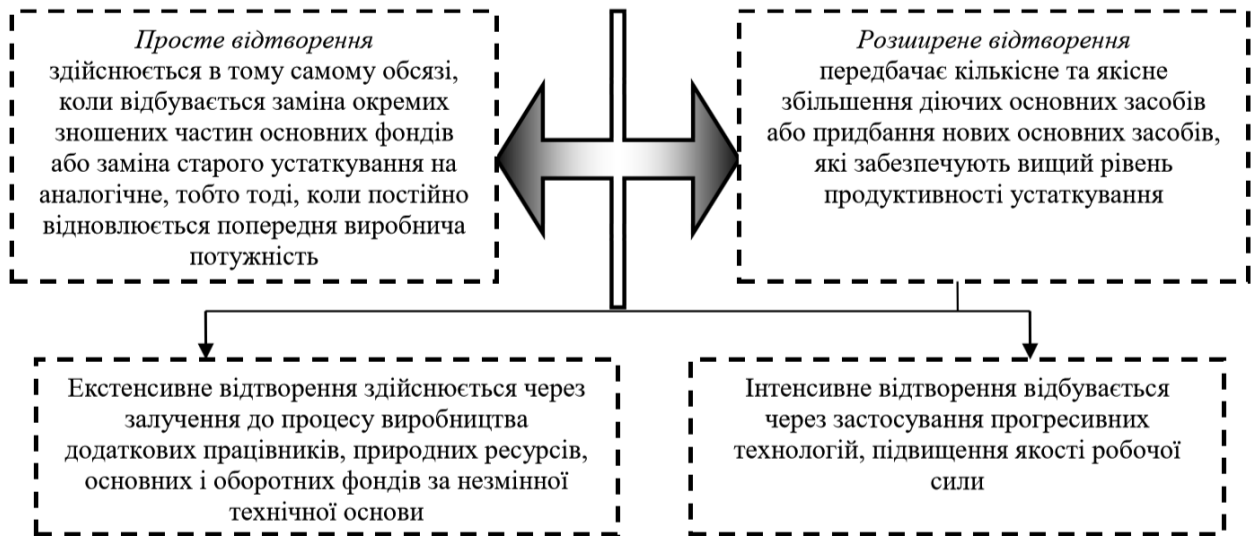 Просте відтворення
здійснюється в тому самому обсязі,
коли відбувається заміна окремих
зношених частин основних фондів
або заміна старого устаткування на
аналогічне, тобто тоді, коли постійно
відновлюється попередня виробнича
потужність
Розширене відтворення
передбачає кількісне та якісне
збільшення діючих основних засобів
або придбання нових основних засобів,
які забезпечують вищий рівень
продуктивності устаткування
Екстенсивне відтворення здійснюється через
залучення до процесу виробництва
додаткових працівників, природних ресурсів,
основних і оборотних фондів за незмінної
технічної основи
Інтенсивне відтворення відбувається
через застосування прогресивних
технологій, підвищення якості робочої
сили